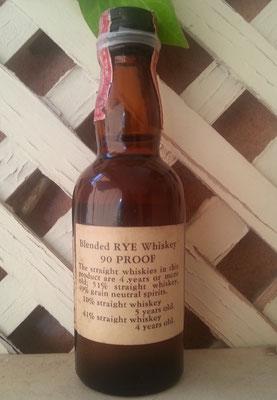 Blended RYE Whiskey
90 PROOF
The straight whiskies in this
product are 4 years or more
old; 51% straight whiskey,
49% grain neutral spirits.
10% straight whiskey
5 years old.
41% straight whiskey
4 years old.